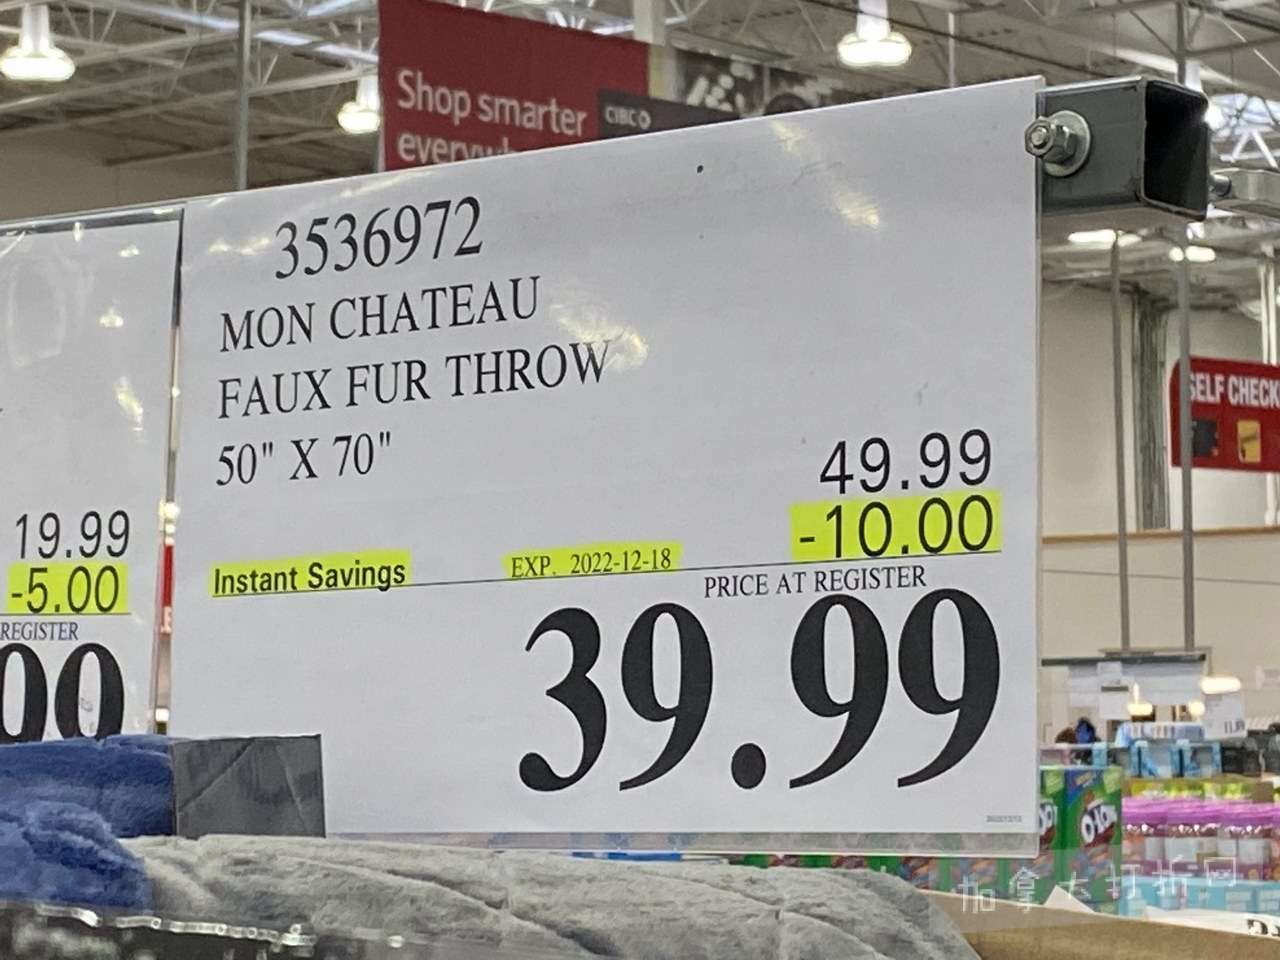 Shop smarter
CIBC
3536972
MON CHATEAU
FAUX FUR THROW
50" X 70"
49.99
-10.00
Instant Savings
EXP. 2022-12-18
PRICE AT REGISTER
39.99
19.99
-5.00
REGISTER
SELF CHECK
加拿大打折网